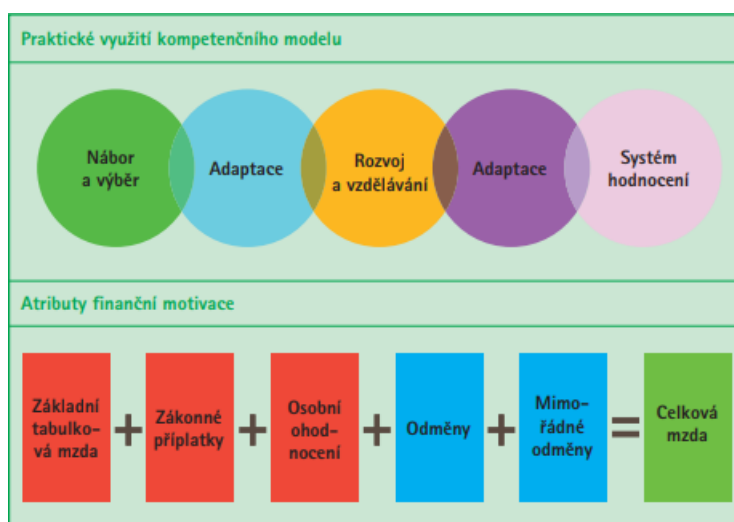 Praktické využití kompetenčního modelu
Nábor
a výběr
Adaptace
Rozvoj
a vzdělávání
Adaptace
Systém
hodnocení
Atributy finanční motivace
Základní
tabulko-
vá mzda
+
Zákonné
příplatky
+
Osobní
ohod-
nocení
+
Odměny
+
Mimo-
řádné
odměny
=
Celková
mzda